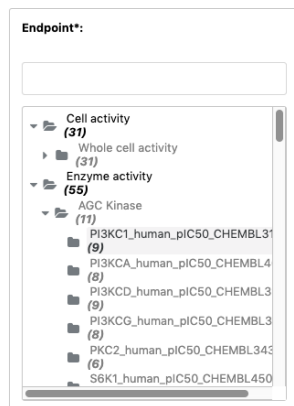 Endpoint*:
Cell activity
(31)
Whole cell activity
(31)
Enzyme activity
(55)
AGC Kinase
(11)
PI3KC1_human_pIC50_CHEMBL31
(9)
PI3KCA_human_pIC50_CHEMBL4
(8)
PI3KCD_human_pIC50_CHEMBL3
(9)
PI3KCG_human_pIC50_CHEMBL3
(8)
PKC2_human_pIC50_CHEMBL343
(6)
S6K1_human_pIC50_CHEMBL450